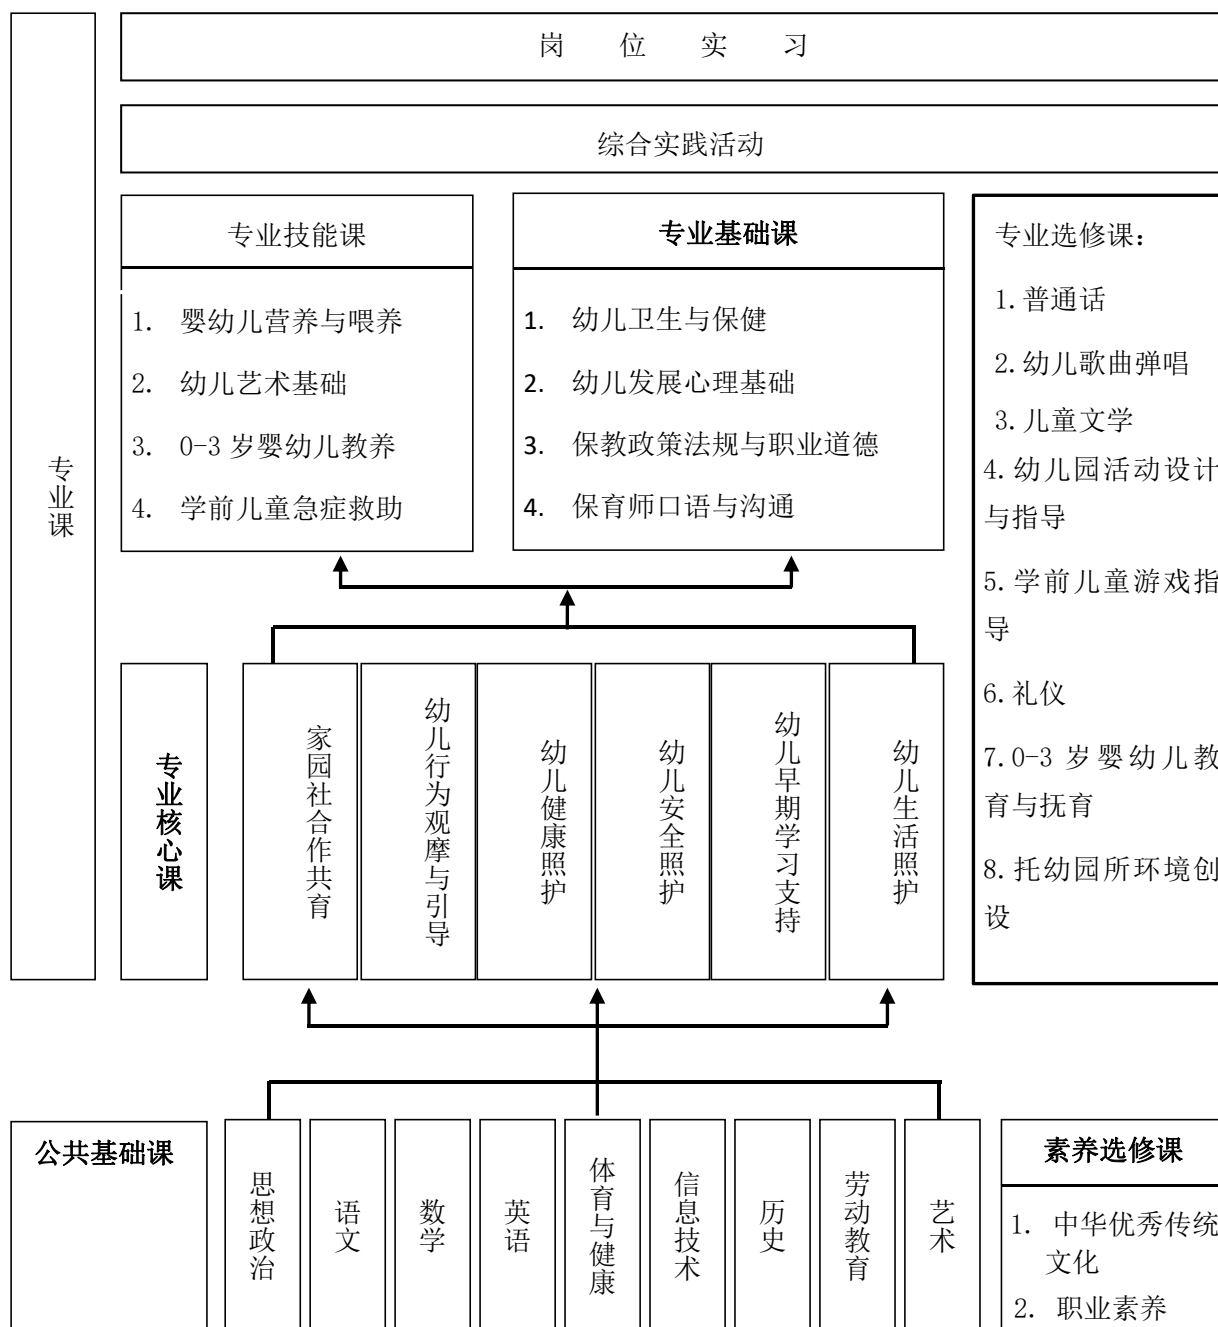 岗 位 实 习
综合实践活动
专业课
专业技能课
1. 婴幼儿营养与喂养
2. 幼儿艺术基础
3. 0-3 岁婴幼儿教养
4. 学前儿童急症救助
专业基础课
1. 幼儿卫生与保健
2. 幼儿发展心理基础
3. 保教政策法规与职业道德
4. 保育师口语与沟通
专业选修课：
1.普通话
2.幼儿歌曲弹唱
3.儿童文学
4.幼儿园活动设计
与指导
5.学前儿童游戏指
导
6.礼仪
7.0-3 岁婴幼儿教
育与抚育
8.托幼园所环境创
设
专业核心课
家园社合作共育
幼儿行为观摩与引导
幼儿健康照护
幼儿安全照护
幼儿早期学习支持
幼儿生活照护
公共基础课
思想政治
语文
数学
英语
体育与健康
信息技术
历史
劳动教育
艺术
素养选修课
1. 中华优秀传统
文化
2. 职业素养